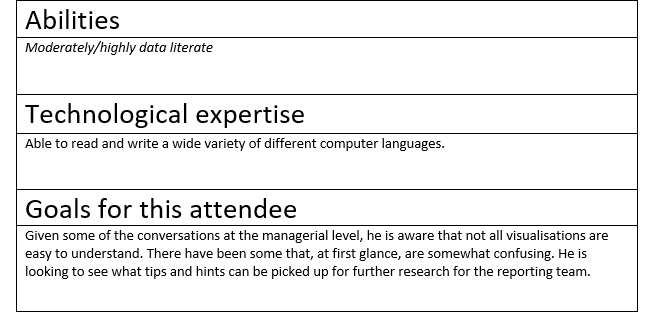 Abilities
Moderately/highly data literate
Technological expertise
Able to read and write a wide variety of different computer languages.
Goals for this attendee
Given some of the conversations at the managerial level, he is aware that not all visualisations are
easy to understand. There have been some that, at first glance, are somewhat confusing. He is
looking to see what tips and hints can be picked up for further research for the reporting team.